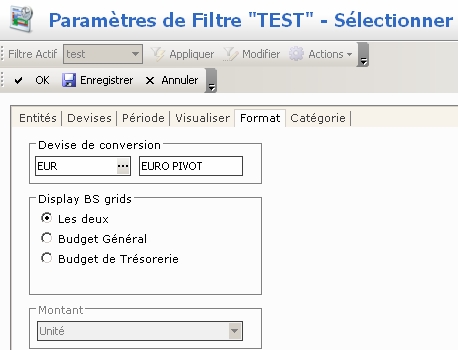 Paramètres de Filtre "TEST" - Sélectionner
Filtre Actif test Appliquer Modifier Actions
OK Enregistrer Annuler
Entités Devises Période Visualiser Format Catégorie
Devise de conversion
EUR ... EURO PIVOT
Display BS grids
Les deux
Budget Général
Budget de Trésorerie
Montant
Unité